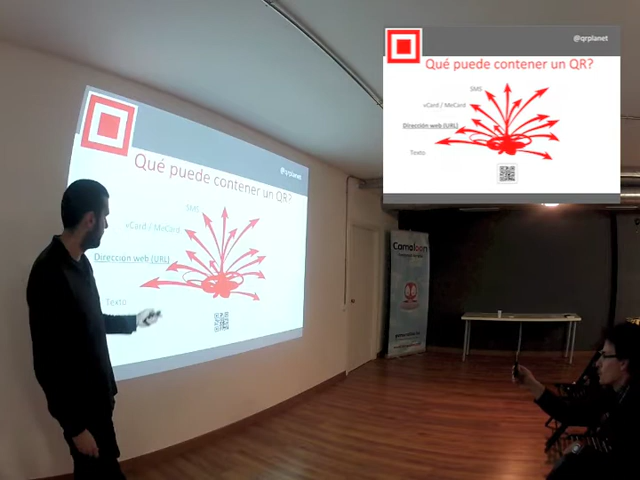 @qrplanet
Qué puede contener un QR?
SMS
vCard / MeCard
Dirección web (URL)
Texto
@qrplanet
Qué puede contener un QR?
SMS
vCard / MeCard
Dirección web (URL)
Texto
Camaloon